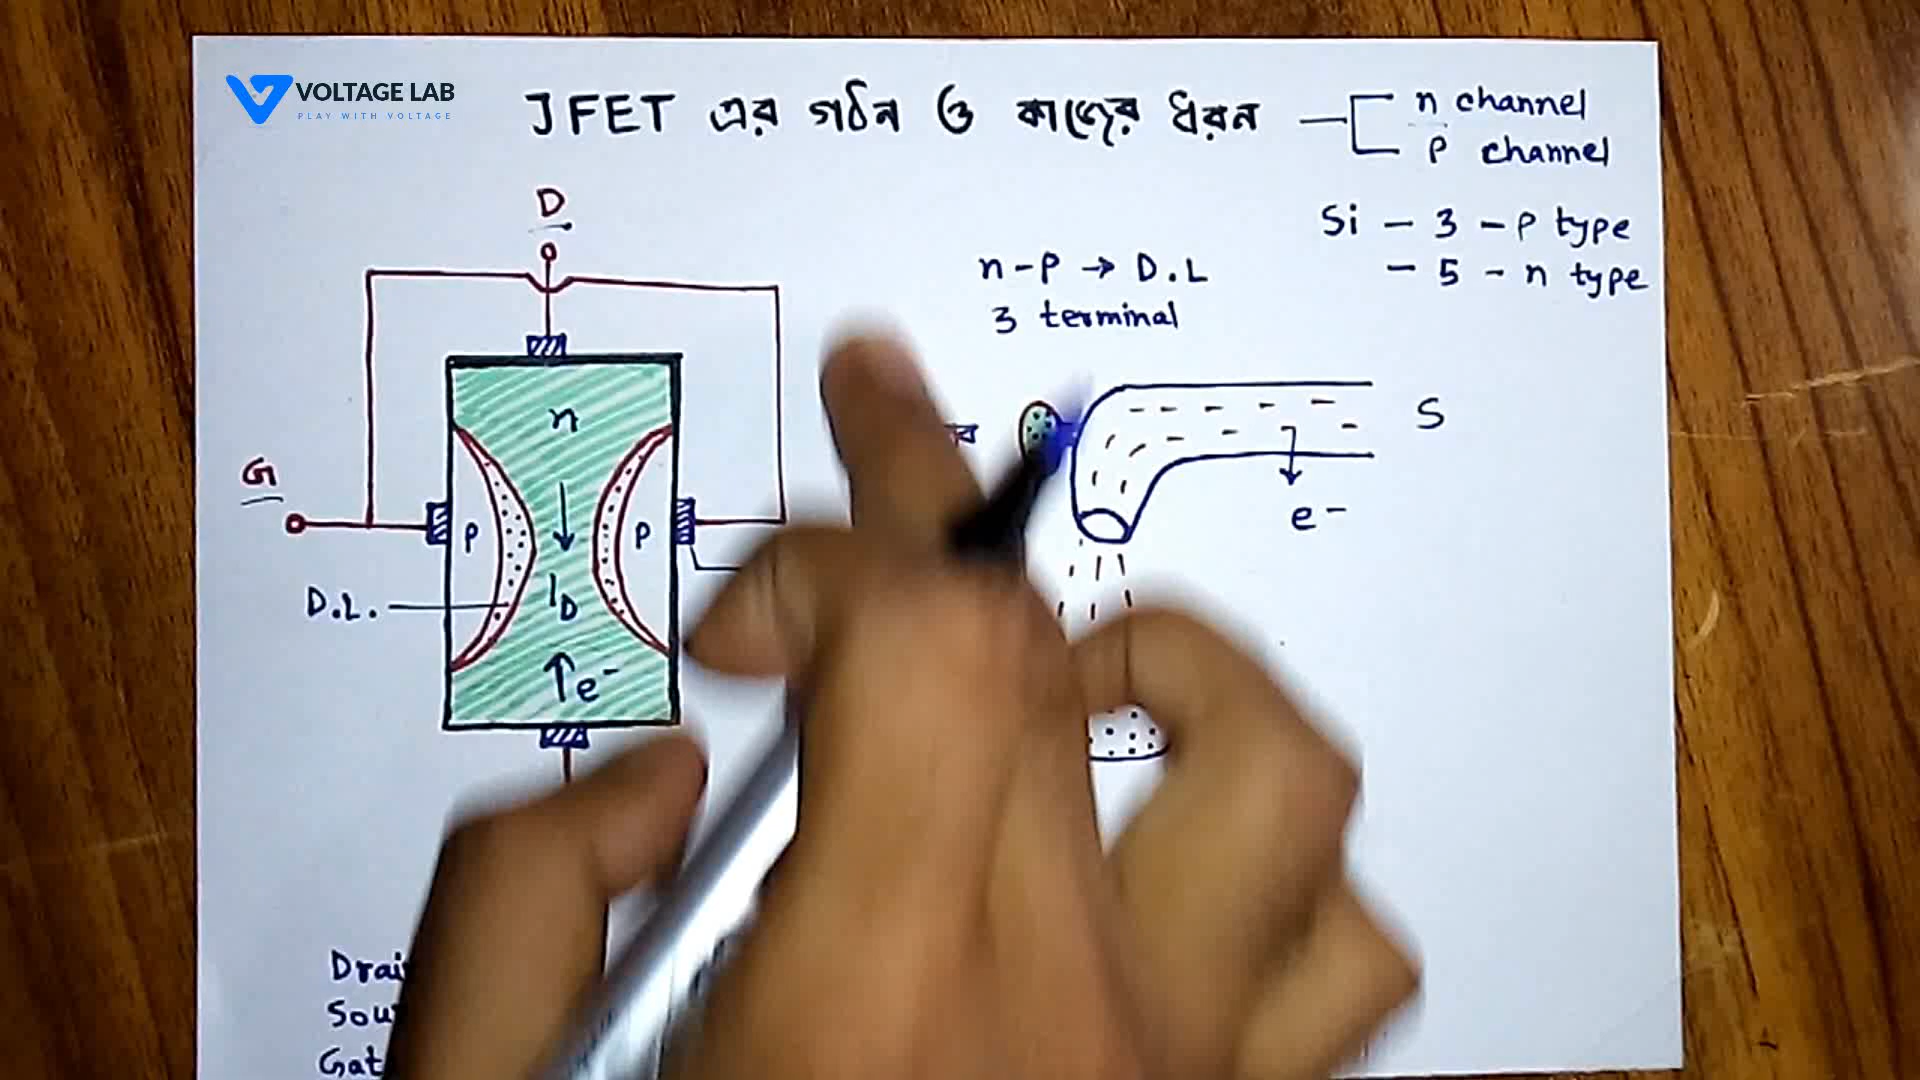 VOLTAGE LAB
PLAY WITH VOLTAGE
JFET এর গঠন ও কাজের ধরন
n channel
P channel
Si - 3 - P type
- 5 - n type
n-P → D.L
3 terminal
D
n
G
P
P
D.L.
ID
e-
S
e-